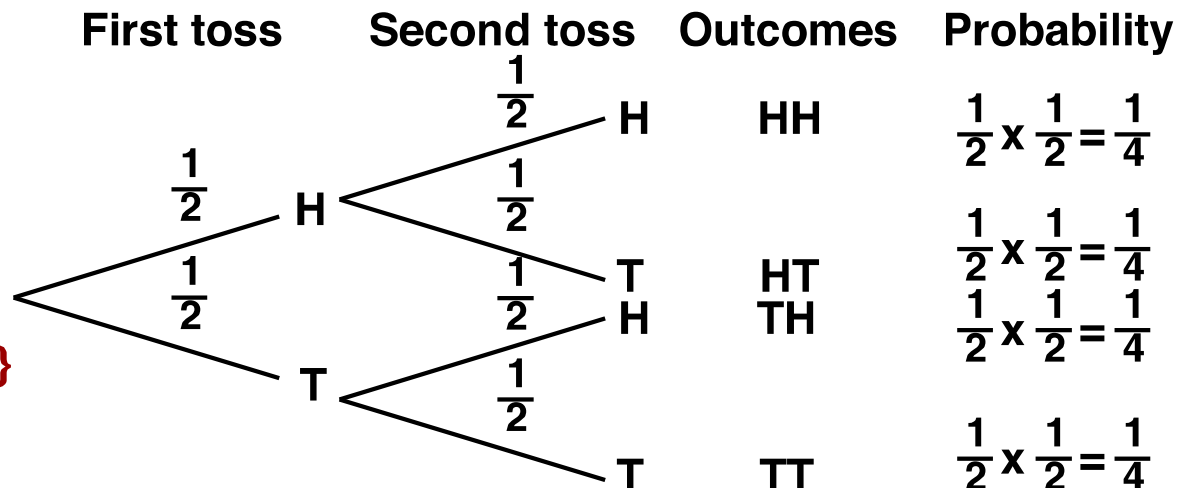 First toss Second toss Outcomes Probability
1/2 H HH 1/2 x 1/2 = 1/4
1/2 H 1/2
T HT 1/2 x 1/2 = 1/4
1/2 1/2 H TH 1/2 x 1/2 = 1/4
}
T 1/2
T TT 1/2 x 1/2 = 1/4